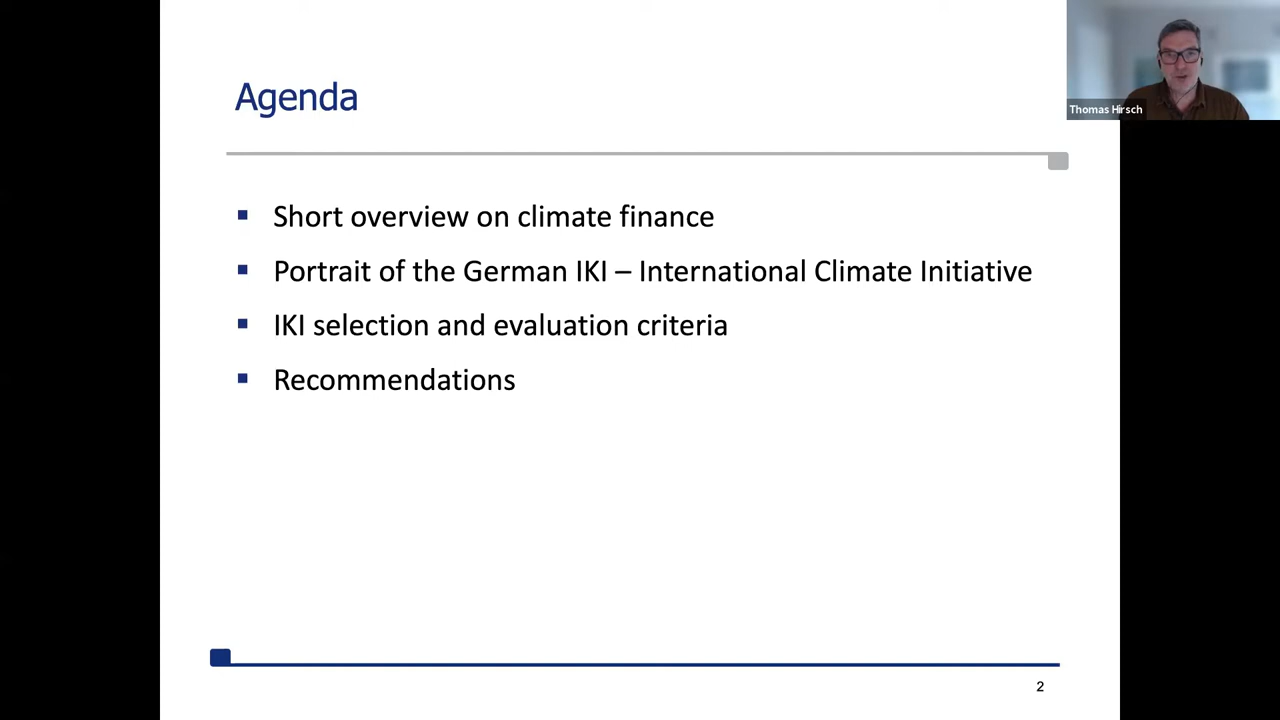 Agenda
Thomas Hirsch
Short overview on climate finance
Portrait of the German IKI – International Climate Initiative
IKI selection and evaluation criteria
Recommendations
2